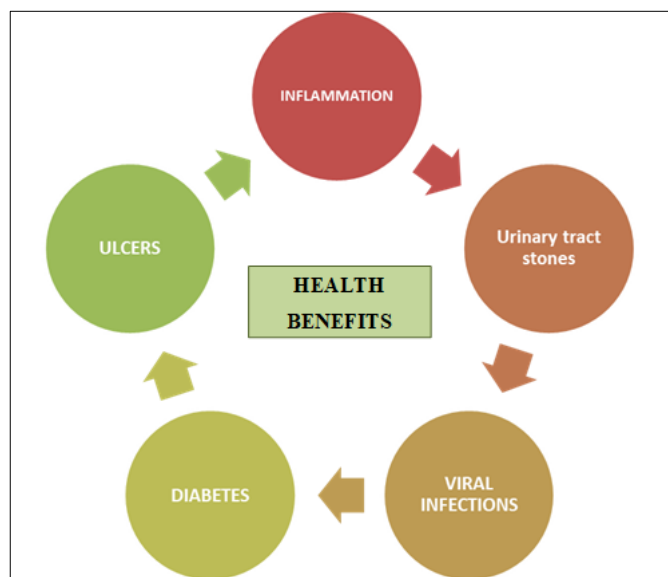 INFLAMMATION
Urinary tract
stones
VIRAL
INFECTIONS
DIABETES
ULCERS
HEALTH
BENEFITS